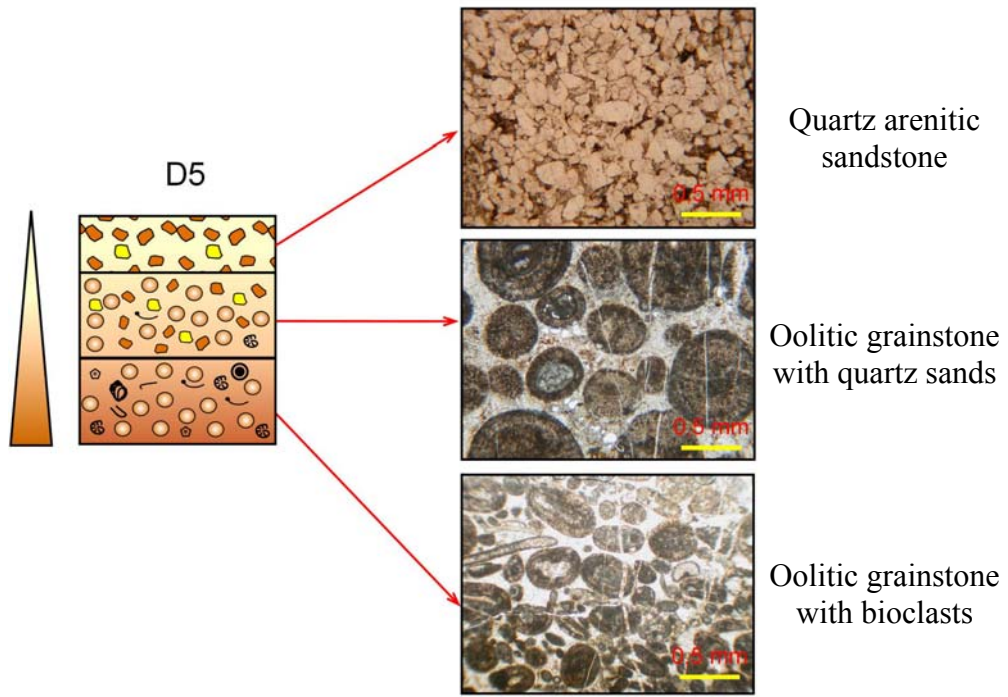 D5
0.5 mm
Quartz arenitic
sandstone
0.5 mm
Oolitic grainstone
with quartz sands
0.5 mm
Oolitic grainstone
with bioclasts